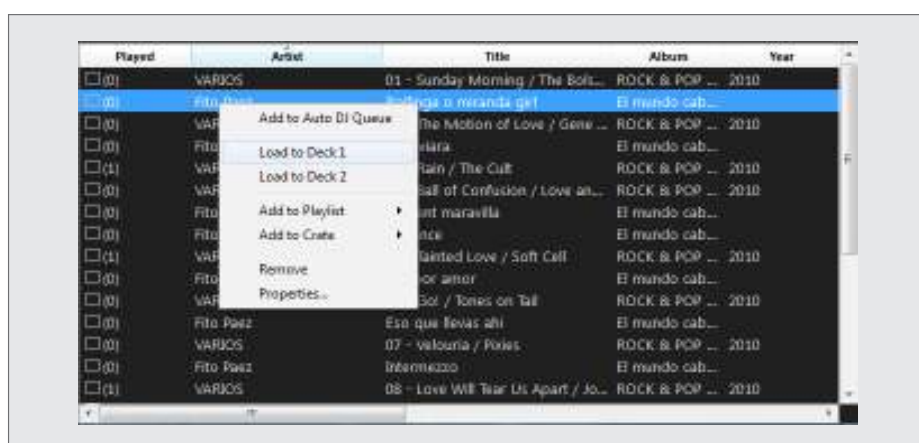 Played Artist Title Album Year
(0) VARIOS 01 - Sunday Morning / The Bols... ROCK & POP ... 2010
(0) Fito Paez Bollinga o miranda girl El mundo cab...
(0) VAR The Motion of Love / Gene ... ROCK & POP ... 2010
(0) Fito El mundo cab...
(1) VAR Rain / The Cult ROCK & POP ... 2010
(0) VAR Ball of Confusion / Love an... ROCK & POP ... 2010
(0) Fito maravilla El mundo cab...
(0) Fito El mundo cab...
(1) VAR Tainted Love / Soft Cell ROCK & POP ... 2010
(0) Fito or amor El mundo cab...
(0) VAR Go! / Tones on Tail ROCK & POP ... 2010
(0) Fito Paez Eso que llevas ahi El mundo cab...
(0) VARIOS 07 - Velouria / Pixies ROCK & POP ... 2010
(0) Fito Paez Intermezzo El mundo cab...
(1) VARIOS 08 - Love Will Tear Us Apart / Jo... ROCK & POP ... 2010
Add to Auto DJ Queue
Load to Deck 1
Load to Deck 2
Add to Playlist
Add to Crate
Remove
Properties...